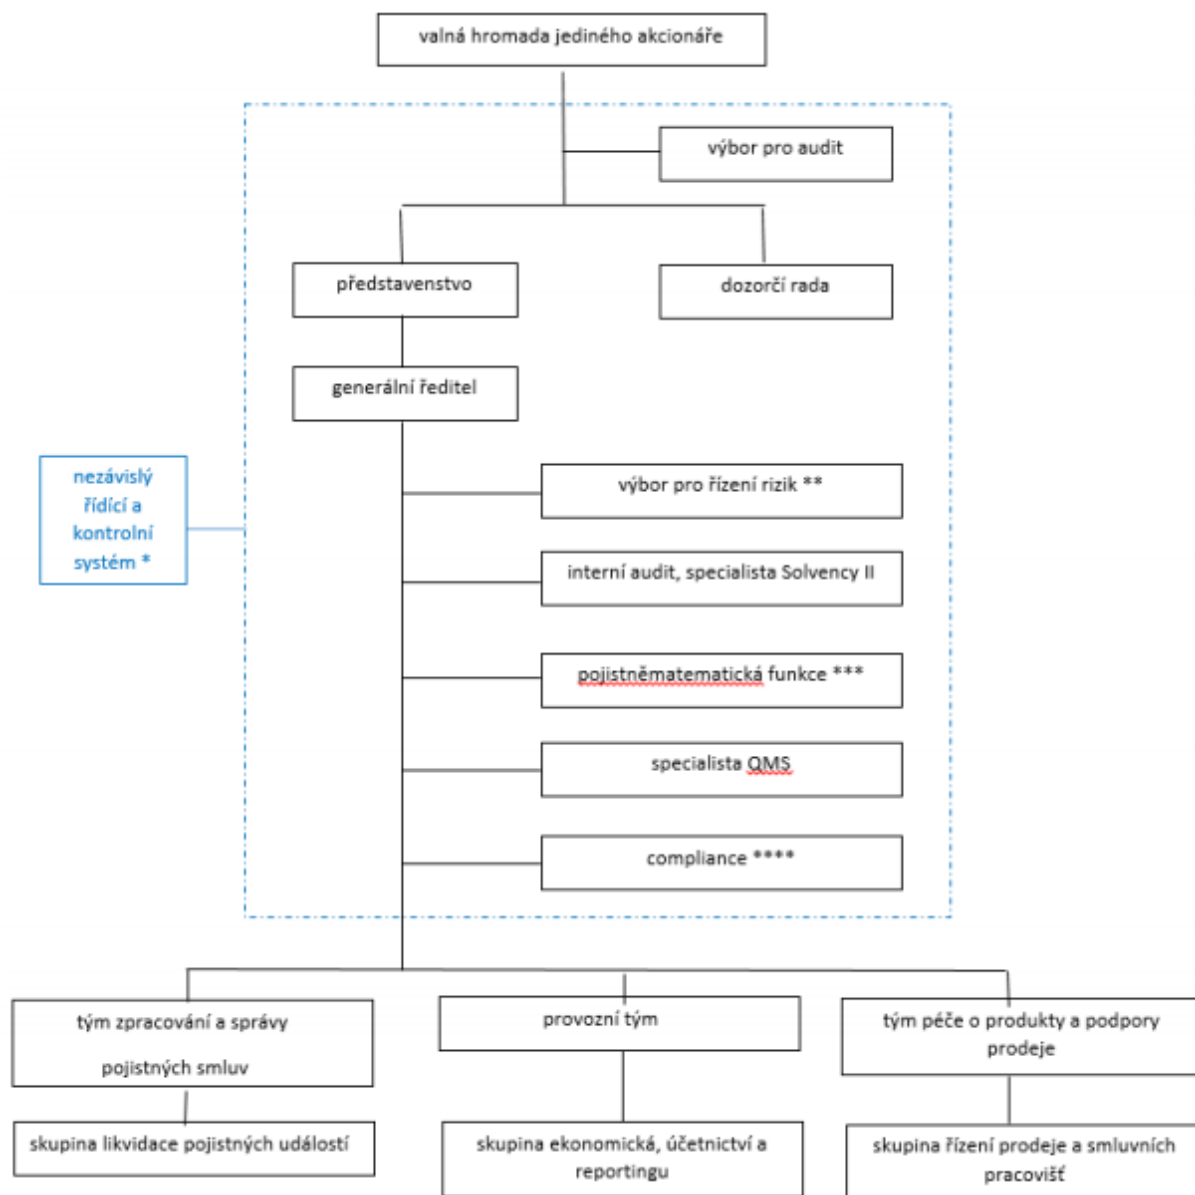 valná hromada jediného akcionáře
výbor pro audit
představenstvo
dozorčí rada
generální ředitel
nezávislý
řídící a
kontrolní
systém *
výbor pro řízení rizik **
interní audit, specialista Solvency II
pojistněmatematická funkce ***
specialista QMS
compliance ****
tým zpracování a správy
pojistných smluv
provozní tým
tým péče o produkty a podpory
prodeje
skupina likvidace pojistných událostí
skupina ekonomická, účetnictví a
reportingu
skupina řízení prodeje a smluvních
pracovišť